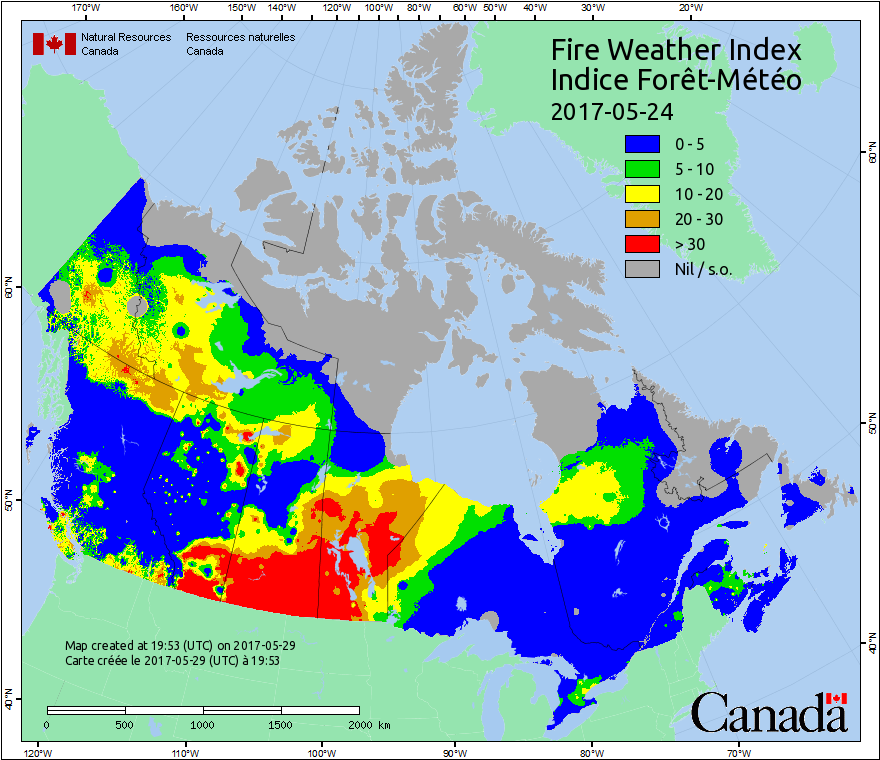 170°W 160°W 150°W 140°W 130°W 120°W 110°W 100°W 90°W 80°W 70°W 60°W 50°W 40°W 30°W 20°W
Natural Resources Ressources naturelles
Canada Canada
Fire Weather Index
Indice Forêt-Météo
2017-05-24
0 - 5
5 - 10
10 - 20
20 - 30
> 30
Nil / s.o.
60°N 60°N
50°N 50°N
40°N 40°N
Map created at 19:53 (UTC) on 2017-05-29
Carte créée le 2017-05-29 (UTC) à 19:53
0 500 1000 1500 2000 km
Canada
120°W 110°W 100°W 90°W 80°W 70°W